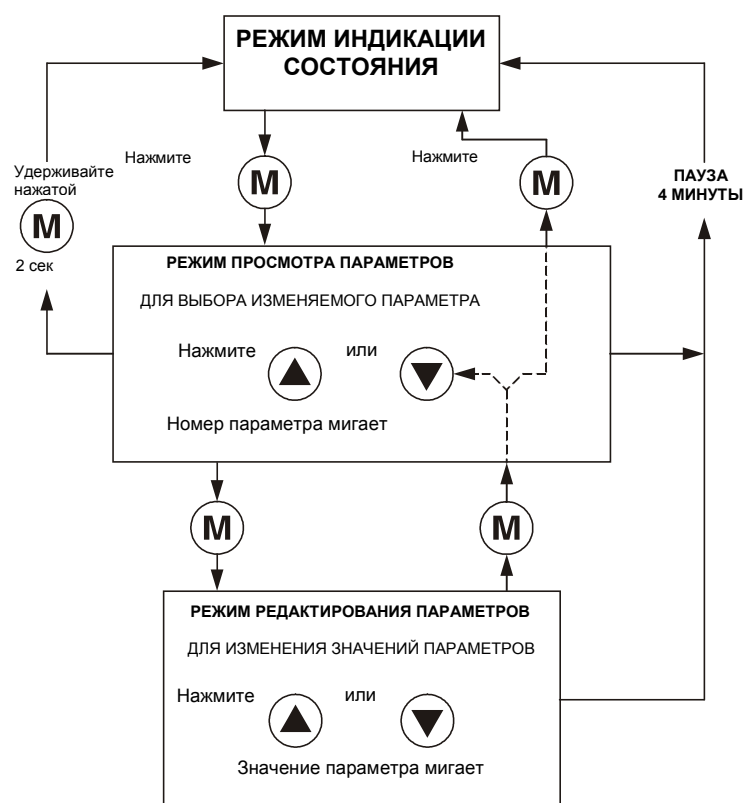 РЕЖИМ ИНДИКАЦИИ
СОСТОЯНИЯ
Удерживайте
нажатой
М
2 сек
Нажмите
М
Нажмите
М
ПАУЗА
4 МИНУТЫ
РЕЖИМ ПРОСМОТРА ПАРАМЕТРОВ
ДЛЯ ВЫБОРА ИЗМЕНЯЕМОГО ПАРАМЕТРА
Нажмите или
Номер параметра мигает
М
М
РЕЖИМ РЕДАКТИРОВАНИЯ ПАРАМЕТРОВ
ДЛЯ ИЗМЕНЕНИЯ ЗНАЧЕНИЙ ПАРАМЕТРОВ
Нажмите или
Значение параметра мигает